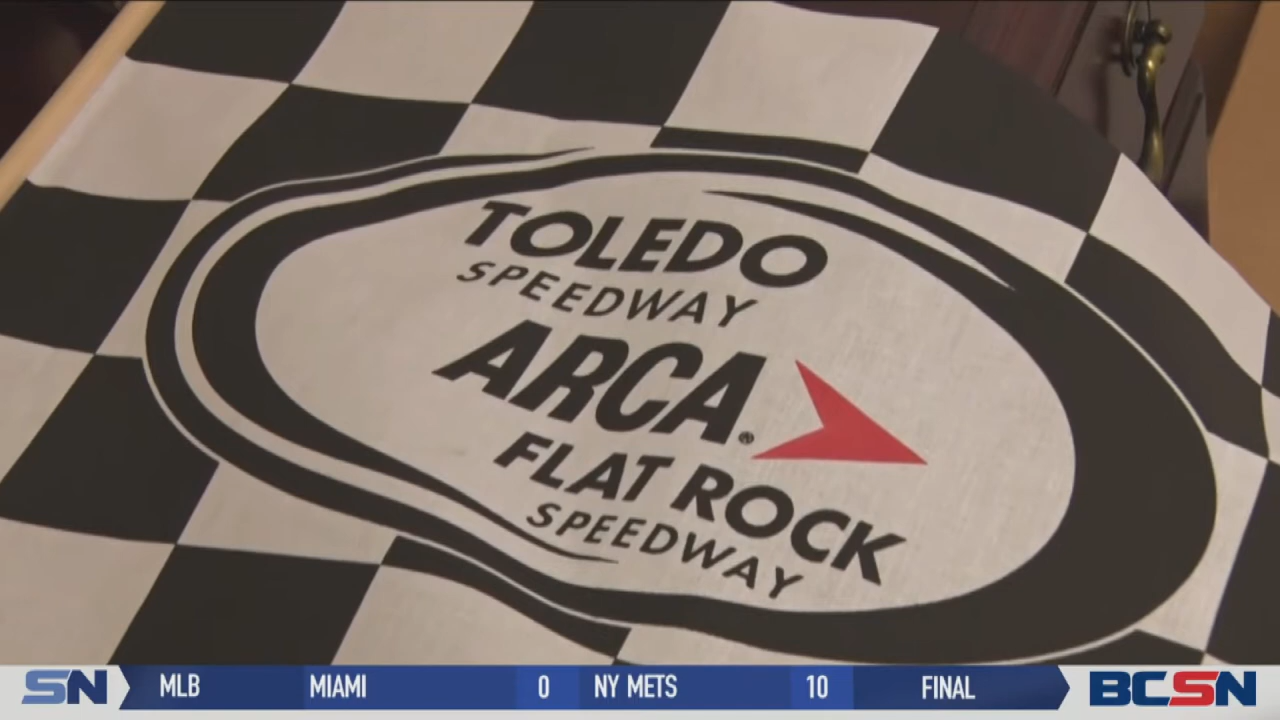 TOLEDO
SPEEDWAY
ARCA®
FLAT ROCK
SPEEDWAY
SN MLB MIAMI 0 NY METS 10 FINAL BCSN